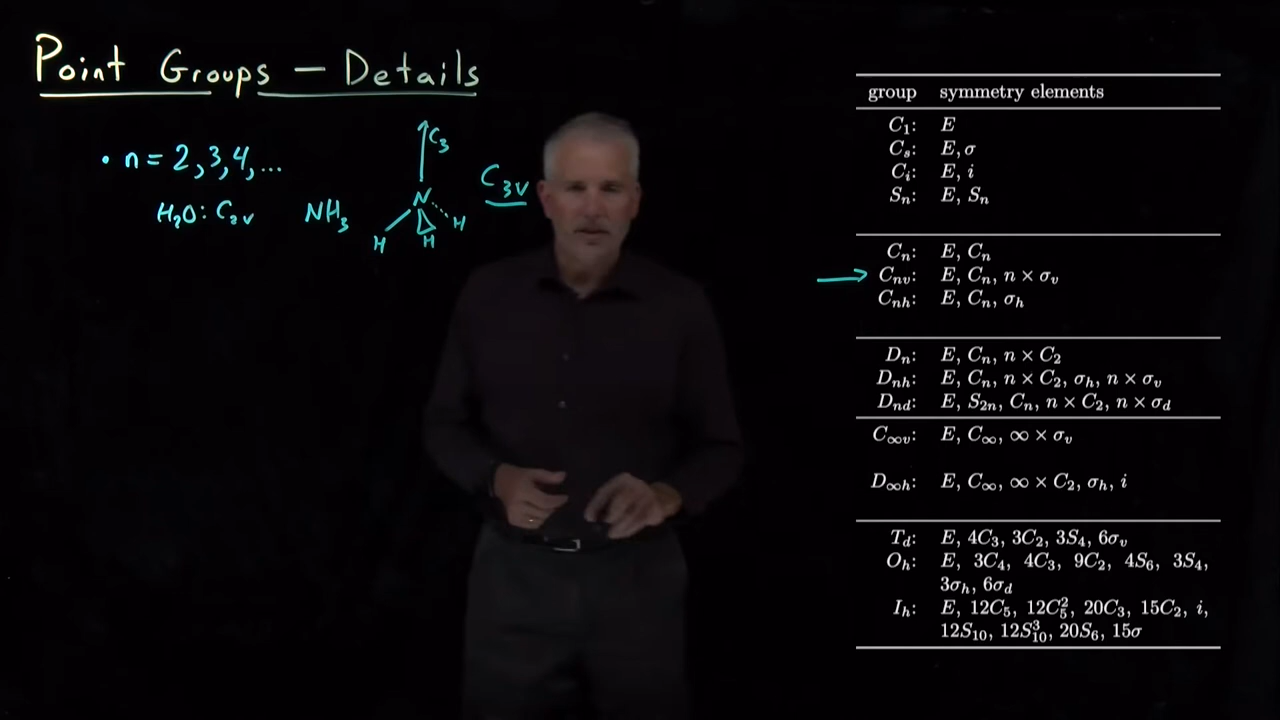 Point Groups – Details
• n = 2, 3, 4, ...
H₂O: C₂ᵥ NH₃ C₃ N H H H C₃ᵥ
group symmetry elements
C₁: E
Cₛ: E, σ
Cᵢ: E, i
Sₙ: E, Sₙ
Cₙ: E, Cₙ
Cₙᵥ: E, Cₙ, n × σᵥ
Cₙₕ: E, Cₙ, σₕ
Dₙ: E, Cₙ, n × C₂
Dₙₕ: E, Cₙ, n × C₂, σₕ, n × σᵥ
Dₙd: E, S₂ₙ, Cₙ, n × C₂, n × σd
C∞ᵥ: E, C∞, ∞ × σᵥ
D∞ₕ: E, C∞, ∞ × C₂, σₕ, i
Td: E, 4C₃, 3C₂, 3S₄, 6σᵥ
Oₕ: E, 3C₄, 4C₃, 9C₂, 4S₆, 3S₄,
3σₕ, 6σd
Iₕ: E, 12C₅, 12C₅², 20C₃, 15C₂, i,
12S₁₀, 12S₁₀³, 20S₆, 15σ